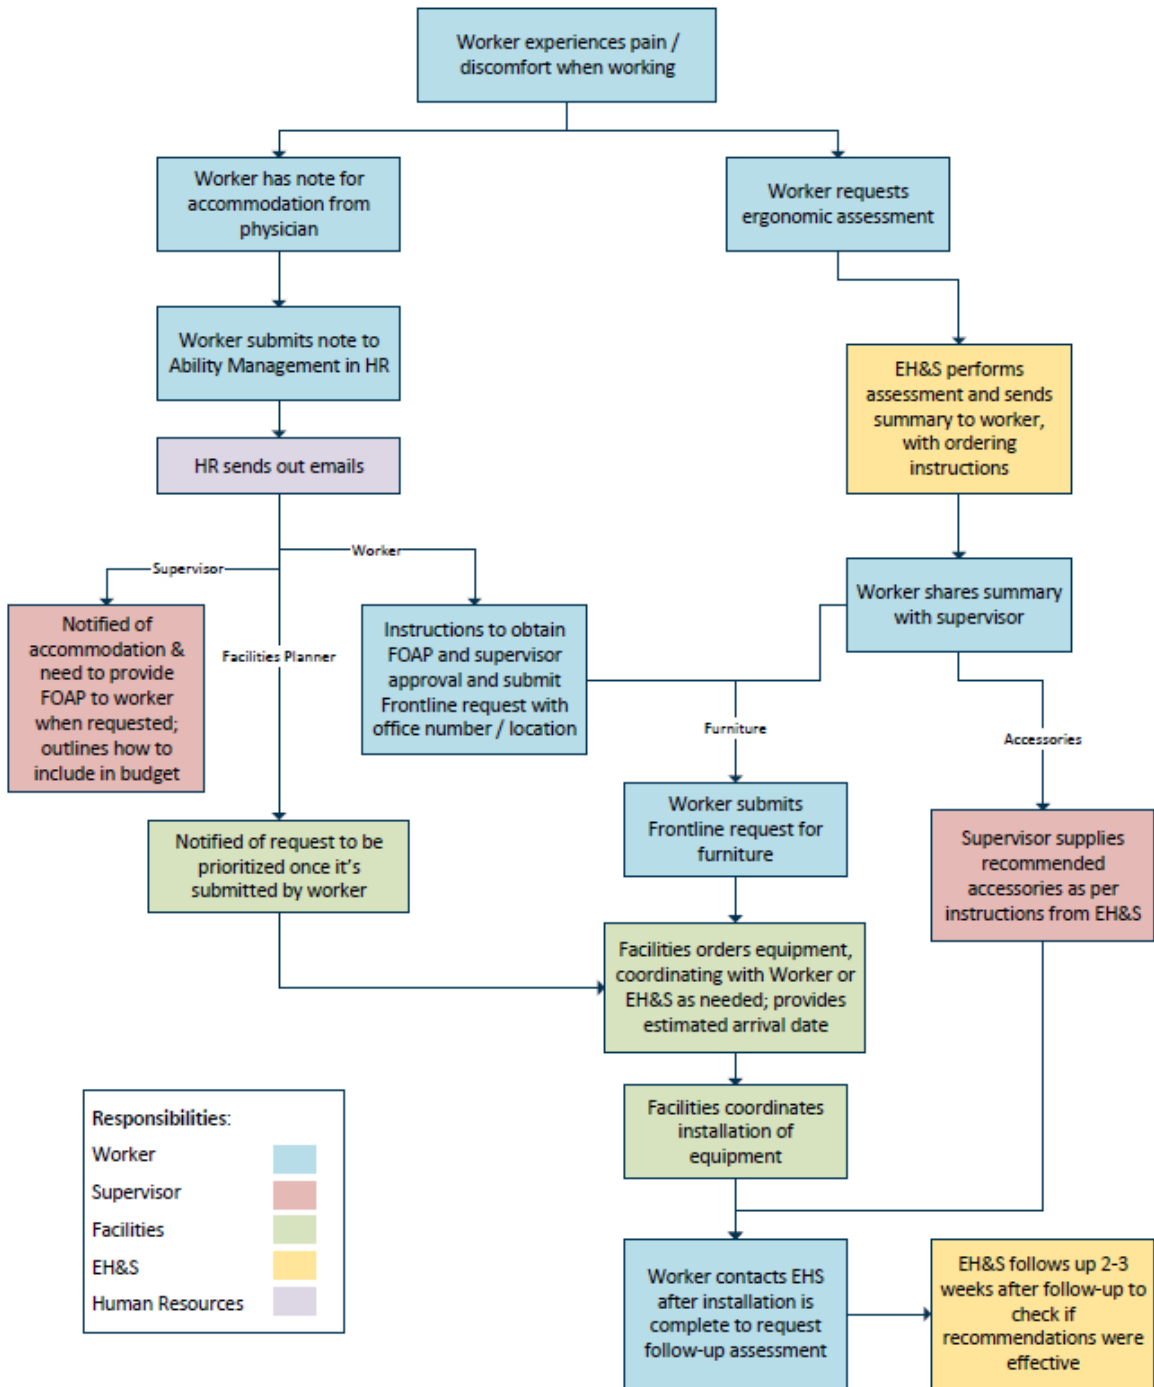 Worker experiences pain /
discomfort when working
Worker has note for
accommodation from
physician
Worker requests
ergonomic assessment
Worker submits note to
Ability Management in HR
EH&S performs
assessment and sends
summary to worker,
with ordering
instructions
HR sends out emails
Worker
Supervisor
Facilities Planner
Worker shares summary
with supervisor
Notified of
accommodation &
need to provide
FOAP to worker
when requested;
outlines how to
include in budget
Instructions to obtain
FOAP and supervisor
approval and submit
Frontline request with
office number / location
Furniture
Accessories
Notified of request to be
prioritized once it's
submitted by worker
Worker submits
Frontline request for
furniture
Supervisor supplies
recommended
accessories as per
instructions from EH&S
Facilities orders equipment,
coordinating with Worker or
EH&S as needed; provides
estimated arrival date
Facilities coordinates
installation of
equipment
Responsibilities:
Worker
Supervisor
Facilities
EH&S
Human Resources
Worker contacts EHS
after installation is
complete to request
follow-up assessment
EH&S follows up 2-3
weeks after follow-up to
check if
recommendations were
effective